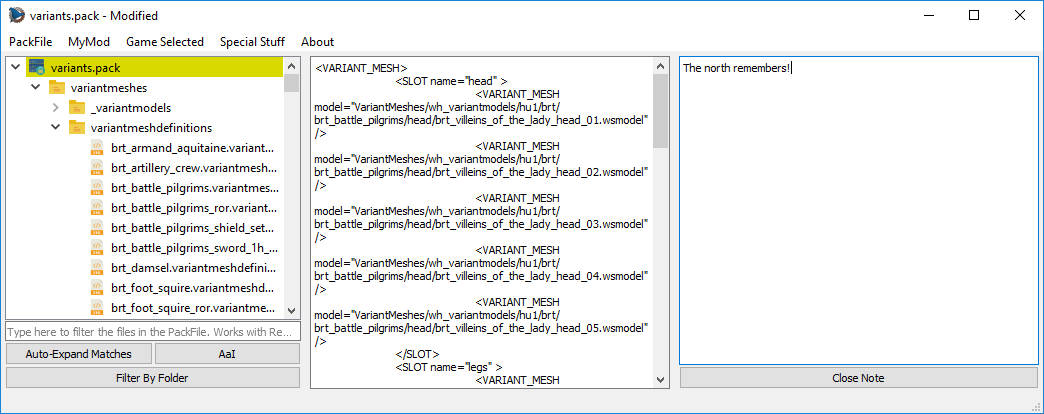 variants.pack - Modified
PackFile MyMod Game Selected Special Stuff About
variants.pack
variantmeshes
_variantmodels
variantmeshdefinitions
brt_armand_aquitaine.variant...
brt_artillery_crew.variantmesh...
brt_battle_pilgrims.variantmes...
brt_battle_pilgrims_ror.variant...
brt_battle_pilgrims_shield_set...
brt_battle_pilgrims_sword_1h_...
brt_damsel.variantmeshdefini...
brt_foot_squire.variantmeshd...
brt_foot_squire_ror.variantme...
Type here to filter the files in the PackFile. Works with Re...
Auto-Expand Matches
AaI
Filter By Folder
<VARIANT_MESH>
<SLOT name="head" >
<VARIANT_MESH
model="VariantMeshes/wh_variantmodels/hu1/brt/
brt_battle_pilgrims/head/brt_villeins_of_the_lady_head_01.wsmodel"
/>
<VARIANT_MESH
model="VariantMeshes/wh_variantmodels/hu1/brt/
brt_battle_pilgrims/head/brt_villeins_of_the_lady_head_02.wsmodel"
/>
<VARIANT_MESH
model="VariantMeshes/wh_variantmodels/hu1/brt/
brt_battle_pilgrims/head/brt_villeins_of_the_lady_head_03.wsmodel"
/>
<VARIANT_MESH
model="VariantMeshes/wh_variantmodels/hu1/brt/
brt_battle_pilgrims/head/brt_villeins_of_the_lady_head_04.wsmodel"
/>
<VARIANT_MESH
model="VariantMeshes/wh_variantmodels/hu1/brt/
brt_battle_pilgrims/head/brt_villeins_of_the_lady_head_05.wsmodel"
/>
</SLOT>
<SLOT name="legs" >
<VARIANT_MESH
The north remembers!
Close Note